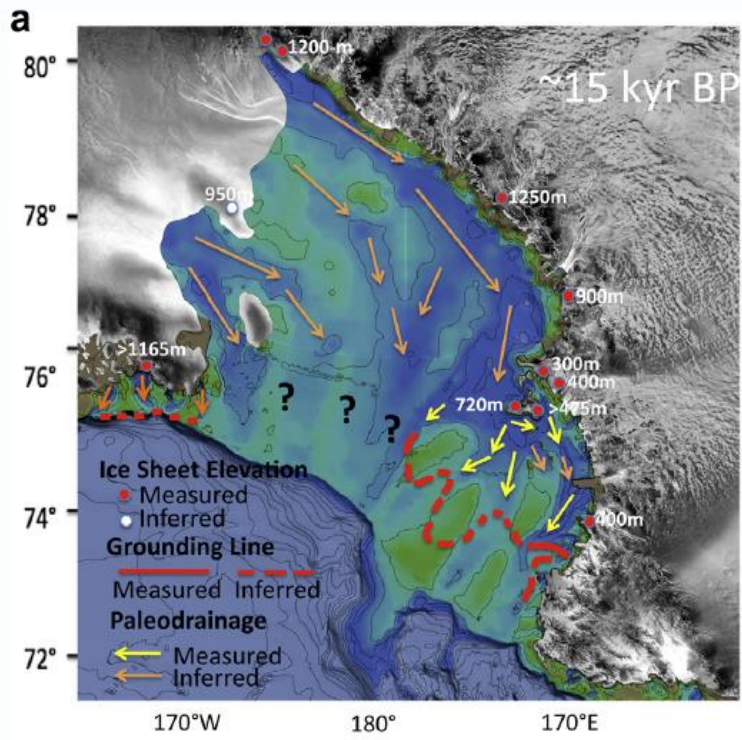 a
80°
1200 m
~15 kyr BP
78°
950m
1250m
900m
76°
>1165m
300m
400m
720m
>475m
?
?
?
Ice Sheet Elevation
Measured
Inferred
74°
400m
Grounding Line
Measured Inferred
Paleodrainage
Measured
Inferred
72°
170°W 180° 170°E